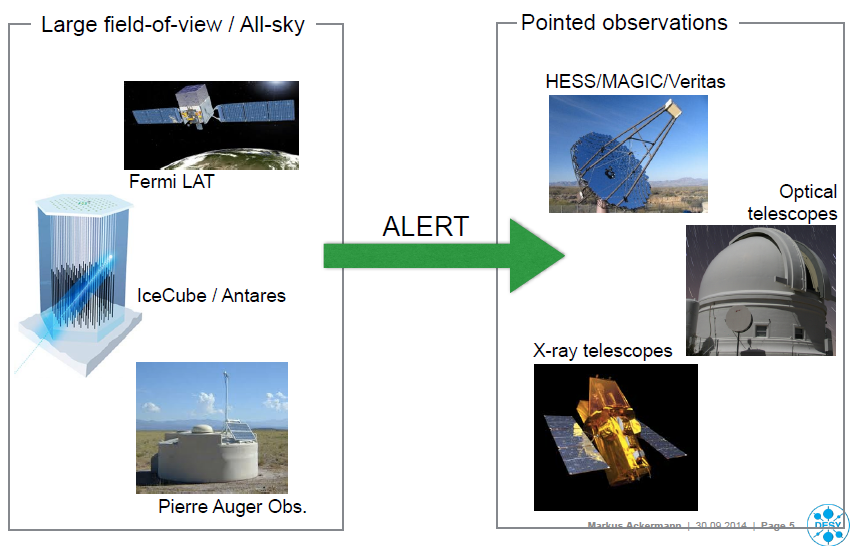 Large field-of-view / All-sky
Fermi LAT
IceCube / Antares
Pierre Auger Obs.
ALERT
Pointed observations
HESS/MAGIC/Veritas
Optical
telescopes
X-ray telescopes
Markus Ackermann | 30.09.2014 | Page 5
DESY